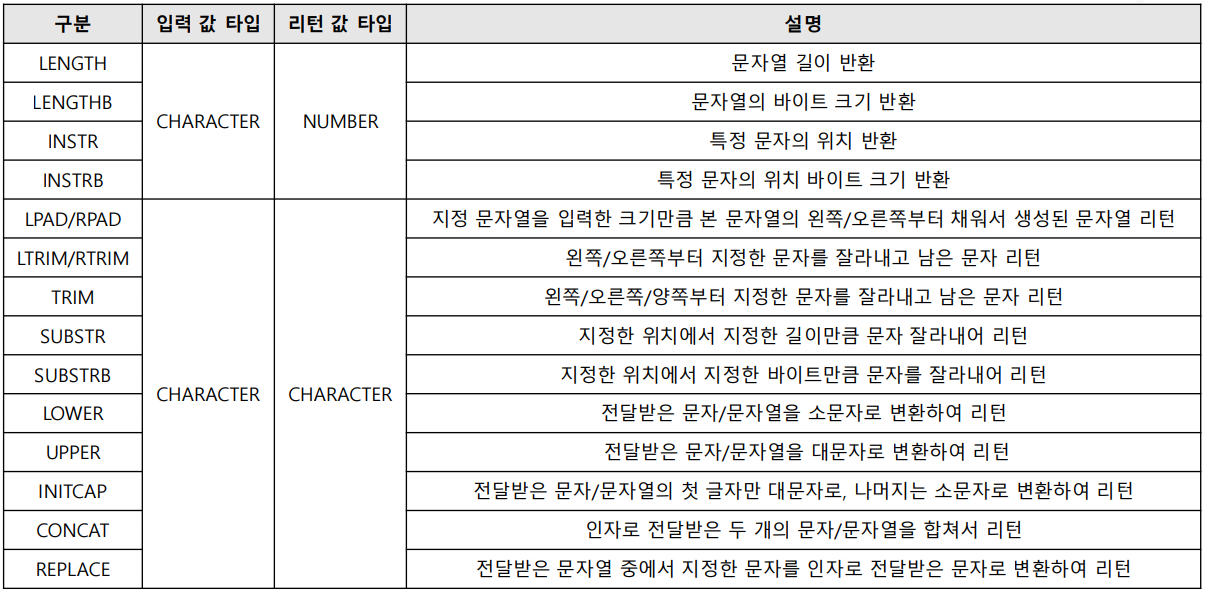 구분 입력 값 타입 리턴 값 타입 설명
LENGTH 문자열 길이 반환
LENGTHB 문자열의 바이트 크기 반환
CHARACTER NUMBER
INSTR 특정 문자의 위치 반환
INSTRB 특정 문자의 위치 바이트 크기 반환
LPAD/RPAD 지정 문자열을 입력한 크기만큼 본 문자열의 왼쪽/오른쪽부터 채워서 생성된 문자열 리턴
LTRIM/RTRIM 왼쪽/오른쪽부터 지정한 문자를 잘라내고 남은 문자 리턴
TRIM 왼쪽/오른쪽/양쪽부터 지정한 문자를 잘라내고 남은 문자 리턴
SUBSTR 지정한 위치에서 지정한 길이만큼 문자 잘라내어 리턴
SUBSTRB 지정한 위치에서 지정한 바이트만큼 문자를 잘라내어 리턴
CHARACTER CHARACTER
LOWER 전달받은 문자/문자열을 소문자로 변환하여 리턴
UPPER 전달받은 문자/문자열을 대문자로 변환하여 리턴
INITCAP 전달받은 문자/문자열의 첫 글자만 대문자로, 나머지는 소문자로 변환하여 리턴
CONCAT 인자로 전달받은 두 개의 문자/문자열을 합쳐서 리턴
REPLACE 전달받은 문자열 중에서 지정한 문자를 인자로 전달받은 문자로 변환하여 리턴